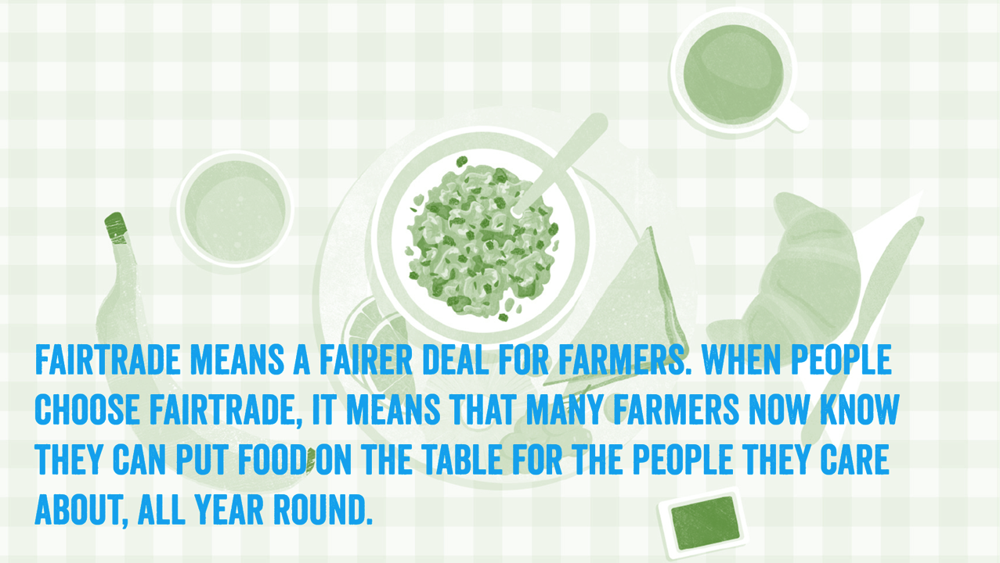 FAIRTRADE MEANS A FAIRER DEAL FOR FARMERS. WHEN PEOPLE
CHOOSE FAIRTRADE, IT MEANS THAT MANY FARMERS NOW KNOW
THEY CAN PUT FOOD ON THE TABLE FOR THE PEOPLE THEY CARE
ABOUT, ALL YEAR ROUND.